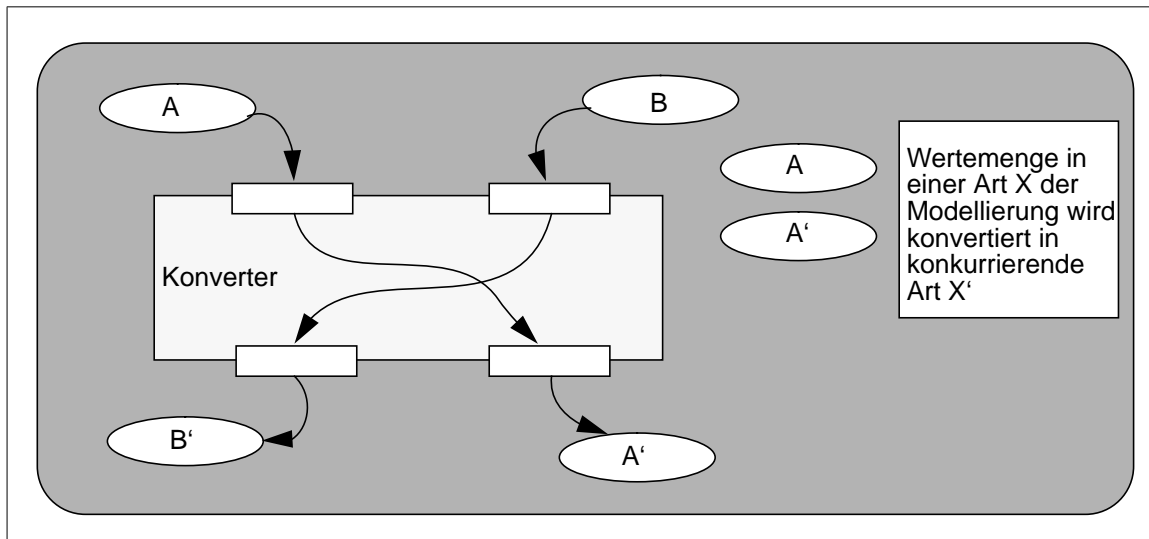 A
B
A
A‘
Wertemenge in
einer Art X der
Modellierung wird
konvertiert in
konkurrierende
Art X‘
Konverter
B‘
A‘